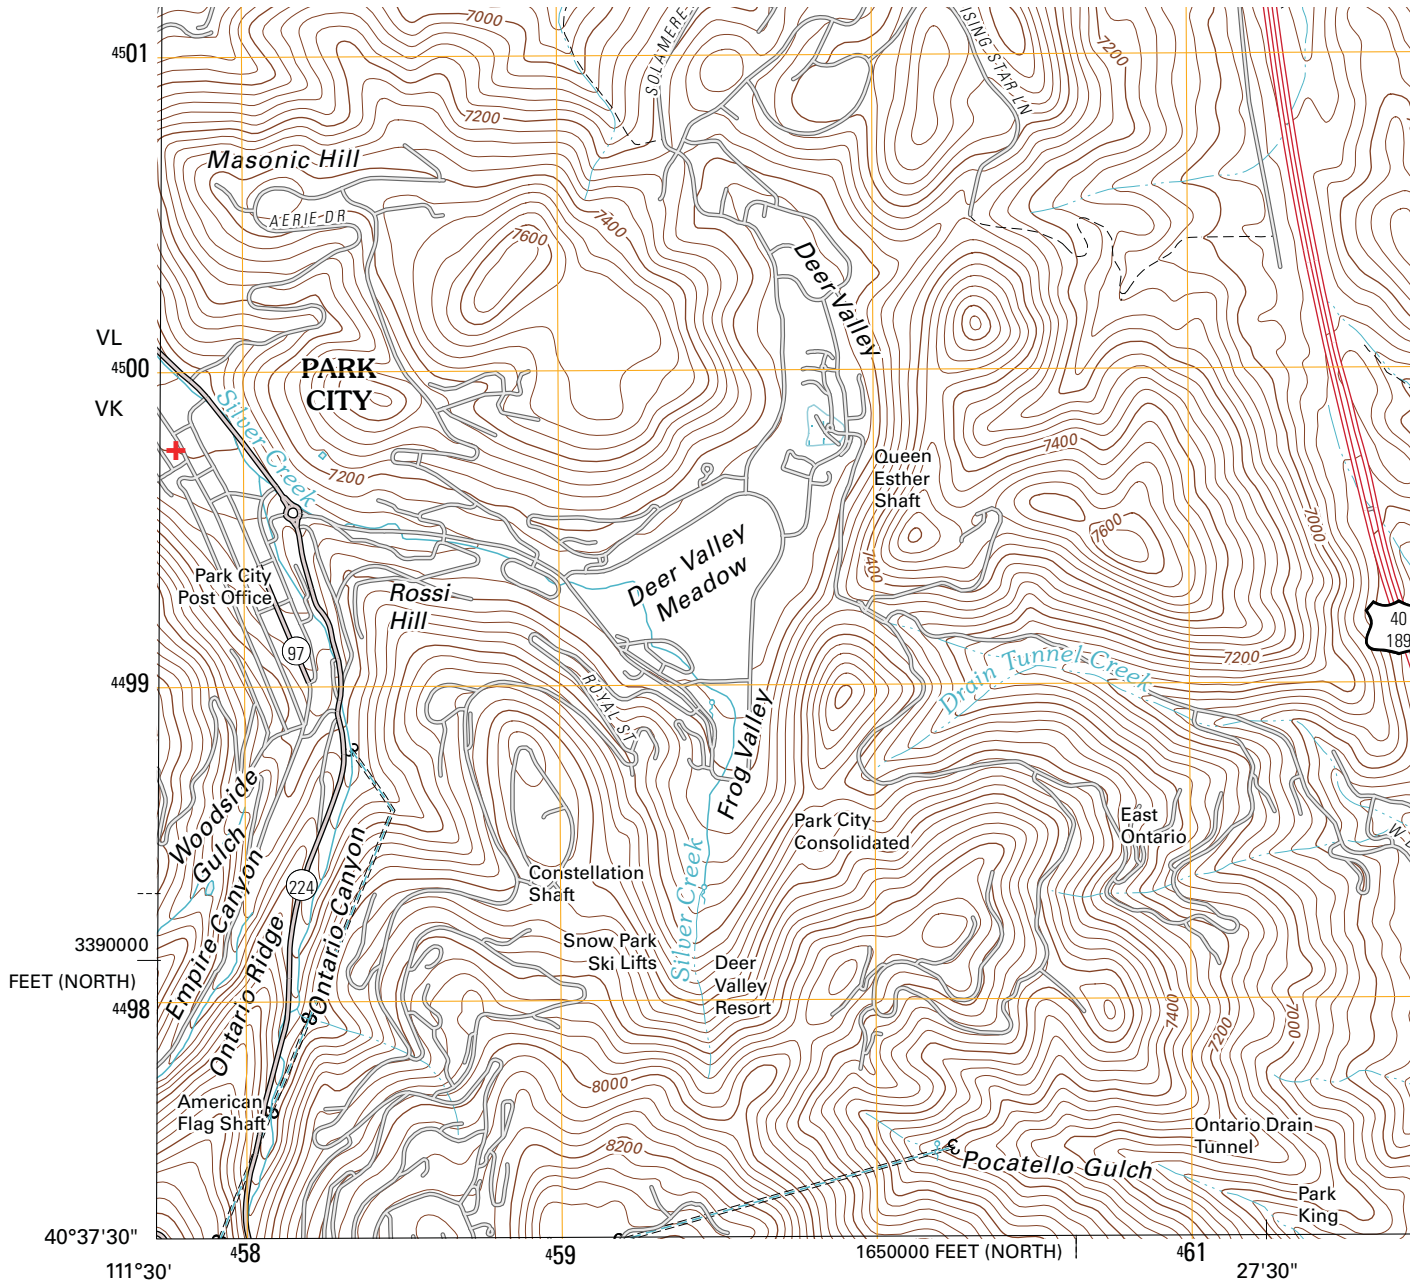 7000
SOLAMERE
ISING STAR LN
7200
4501
7200
Masonic Hill
AERIE DR
7400
7600
Deer Valley
VL
4500
PARK
CITY
VK
Silver Creek
7200
7400
Queen
Esther
Shaft
7600
7000
Deer Valley
Meadow
7400
Park City
Post Office
Rossi
Hill
40
189
97
7200
Drain Tunnel Creek
4499
ROYAL ST
Frog Valley
Woodside
Gulch
Park City
Consolidated
East
Ontario
Empire Canyon
224
Ontario Canyon
Constellation
Shaft
Silver Creek
3390000
FEET (NORTH)
Ontario Ridge
Snow Park
Ski Lifts
Deer
Valley
Resort
4498
7400
7200
7000
8000
American
Flag Shaft
8200
Ontario Drain
Tunnel
Pocatello Gulch
Park
King
40°37'30"
458
459
1650000 FEET (NORTH)
461
111°30'
27'30"